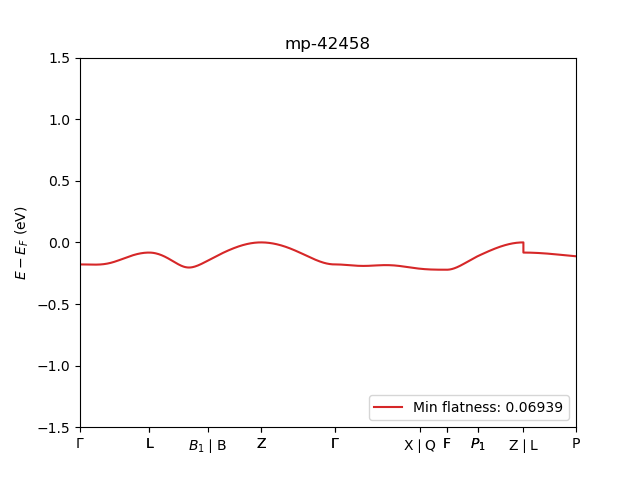 mp-42458
1.5
1.0
0.5
0.0
−0.5
−1.0
−1.5
E − E_F (eV)
Min flatness: 0.06939
Γ L B₁ | B Z Γ X | Q F P₁ Z | L P